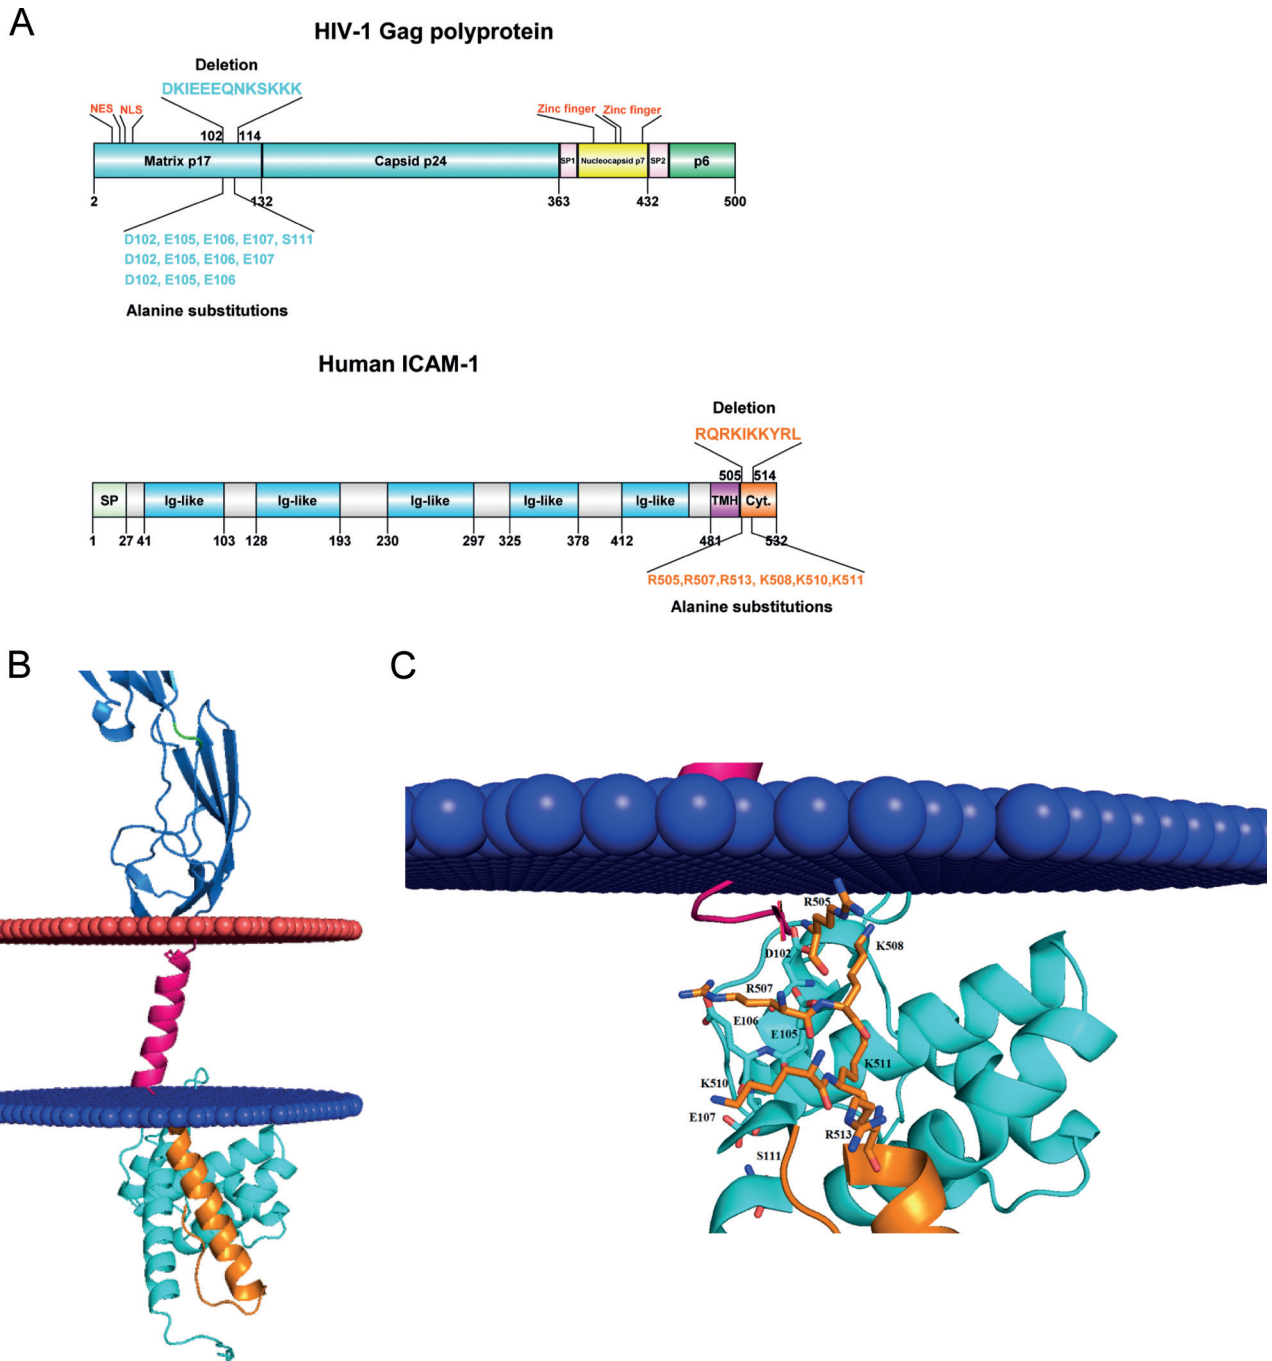 A
HIV-1 Gag polyprotein
Deletion
DKIEEEQNKSKKK
NES NLS Zinc finger Zinc finger
102 114
Matrix p17 Capsid p24 SP1 Nucleocapsid p7 SP2 p6
2 132 363 432 500
D102, E105, E106, E107, S111
D102, E105, E106, E107
D102, E105, E106
Alanine substitutions
Human ICAM-1
Deletion
RQRKIKKYRL
505 514
SP Ig-like Ig-like Ig-like Ig-like Ig-like TMH Cyt.
1 27 41 103 128 193 230 297 325 378 412 481 532
R505,R507,R513, K508,K510,K511
Alanine substitutions
B
C
R505
K508
D102
R507
E106
E105
K511
K510
E107
R513
S111